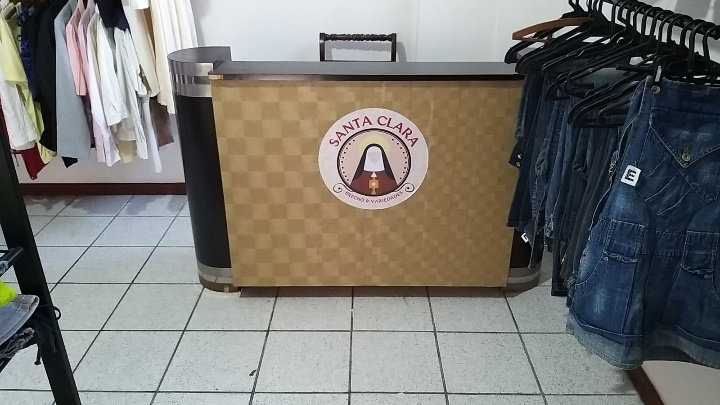 SANTA CLARA
BRECHÓ & VARIEDADES
E